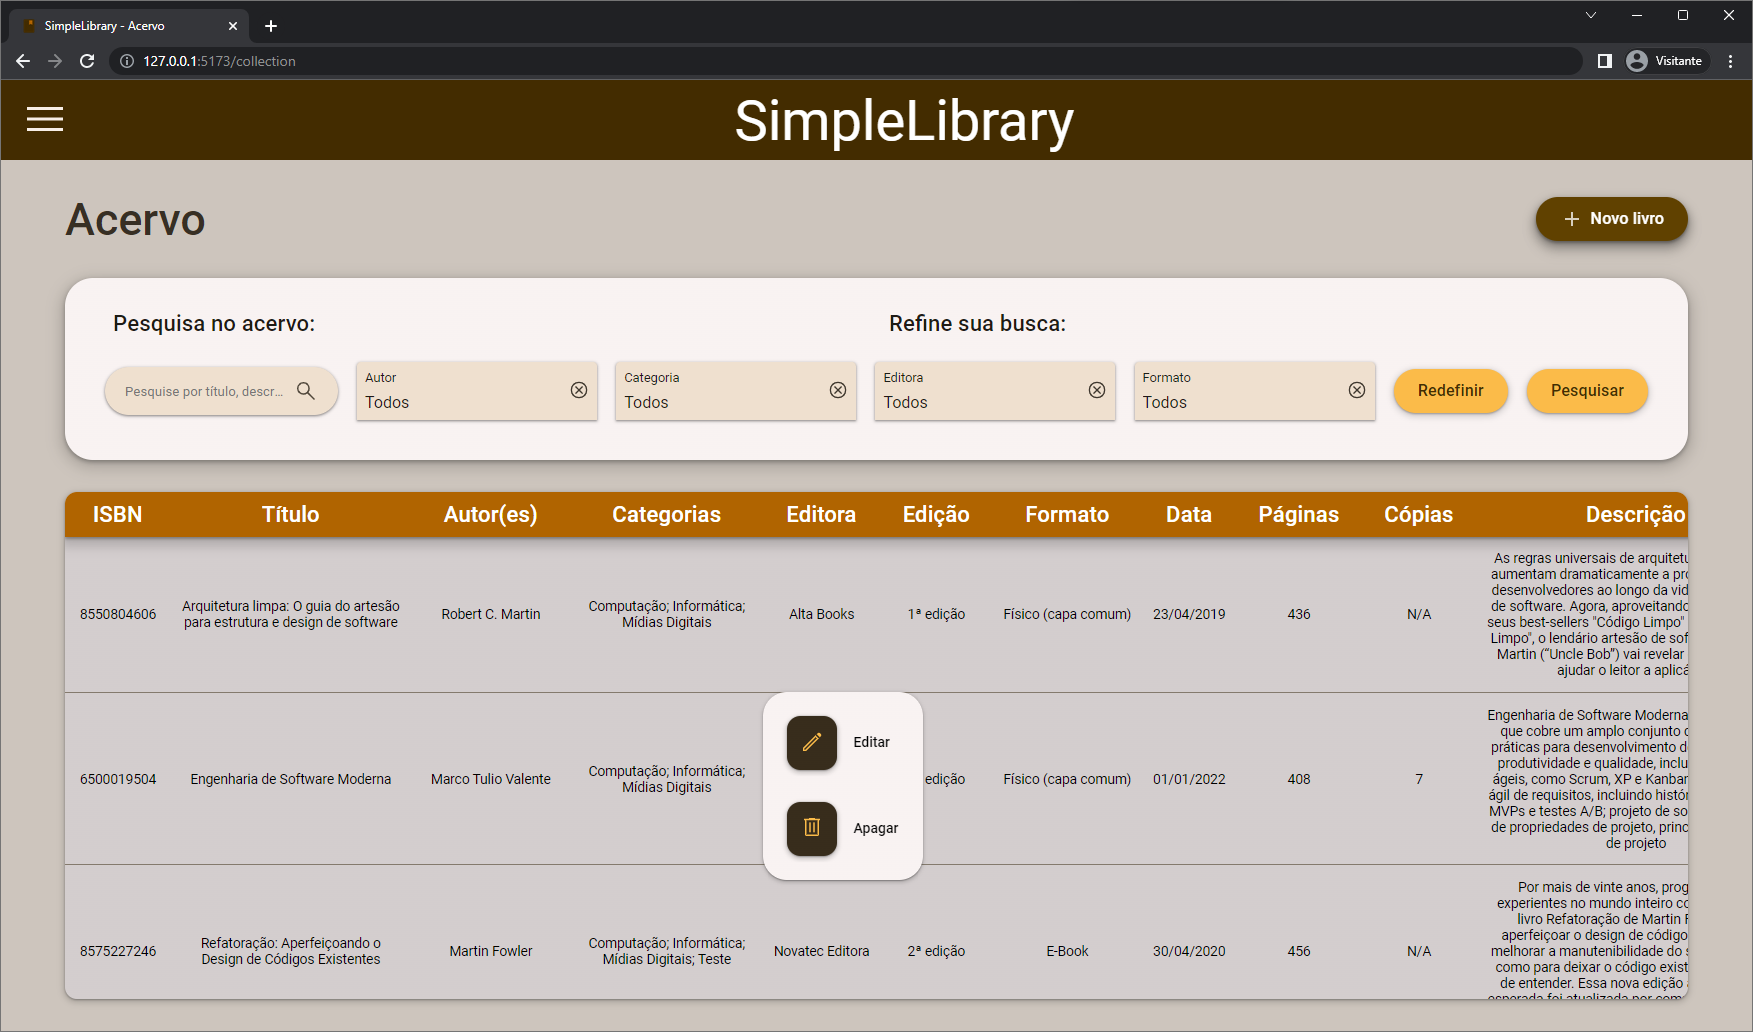 SimpleLibrary - Acervo
127.0.0.1:5173/collection
Visitante
SimpleLibrary
Acervo
Novo livro
Pesquisa no acervo:
Refine sua busca:
Pesquise por título, descr...
Autor
Todos
Categoria
Todos
Editora
Todos
Formato
Todos
Redefinir
Pesquisar
ISBN Título Autor(es) Categorias Editora Edição Formato Data Páginas Cópias Descrição
8550804606
Arquitetura limpa: O guia do artesão
para estrutura e design de software
Robert C. Martin
Computação; Informática;
Mídias Digitais
Alta Books
1ª edição
Físico (capa comum)
23/04/2019
436
N/A
As regras universais de arquitetu
aumentam dramaticamente a pro
desenvolvedores ao longo da vid
de software. Agora, aproveitando
seus best-sellers "Código Limpo"
Limpo", o lendário artesão de sof
Martin (“Uncle Bob”) vai revelar
ajudar o leitor a aplicá
6500019504
Engenharia de Software Moderna
Marco Tulio Valente
Computação; Informática;
Mídias Digitais
Editar
Apagar
edição
Físico (capa comum)
01/01/2022
408
7
Engenharia de Software Moderna
que cobre um amplo conjunto
práticas para desenvolvimento d
produtividade e qualidade, inclu
ágeis, como Scrum, XP e Kanban
ágil de requisitos, incluindo histór
MVPs e testes A/B; projeto de so
de propriedades de projeto, princ
de projeto
8575227246
Refatoração: Aperfeiçoando o
Design de Códigos Existentes
Martin Fowler
Computação; Informática;
Mídias Digitais; Teste
Novatec Editora
2ª edição
E-Book
30/04/2020
456
N/A
Por mais de vinte anos, prog
experientes no mundo inteiro co
livro Refatoração de Martin F
aperfeiçoar o design de código
melhorar a manutenibilidade do s
como para deixar o código exist
de entender. Essa nova edição
esperada foi atualizada por com